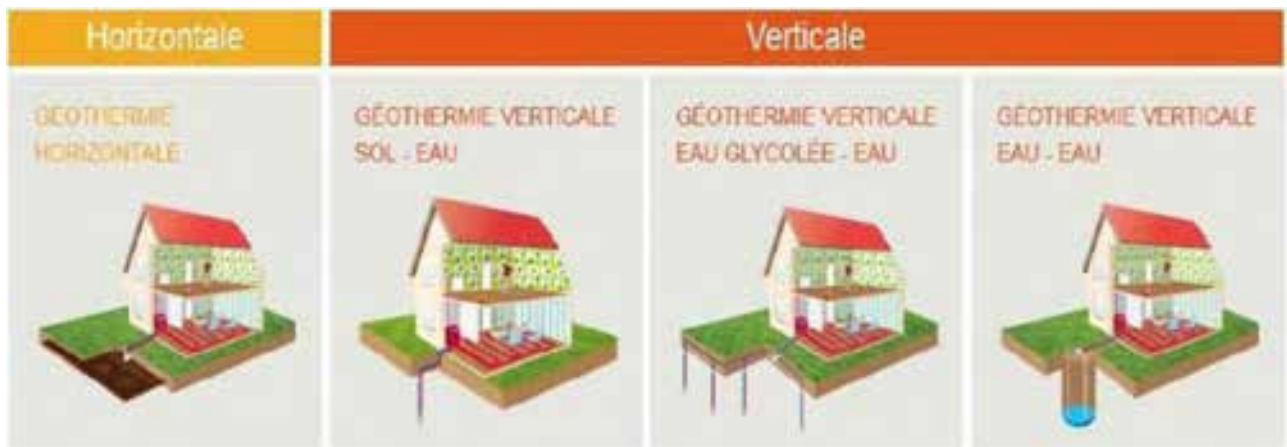 Horizontale
Verticale
GÉOTHERMIE
HORIZONTALE
GÉOTHERMIE VERTICALE
SOL - EAU
GÉOTHERMIE VERTICALE
EAU GLYCOLÉE - EAU
GÉOTHERMIE VERTICALE
EAU - EAU